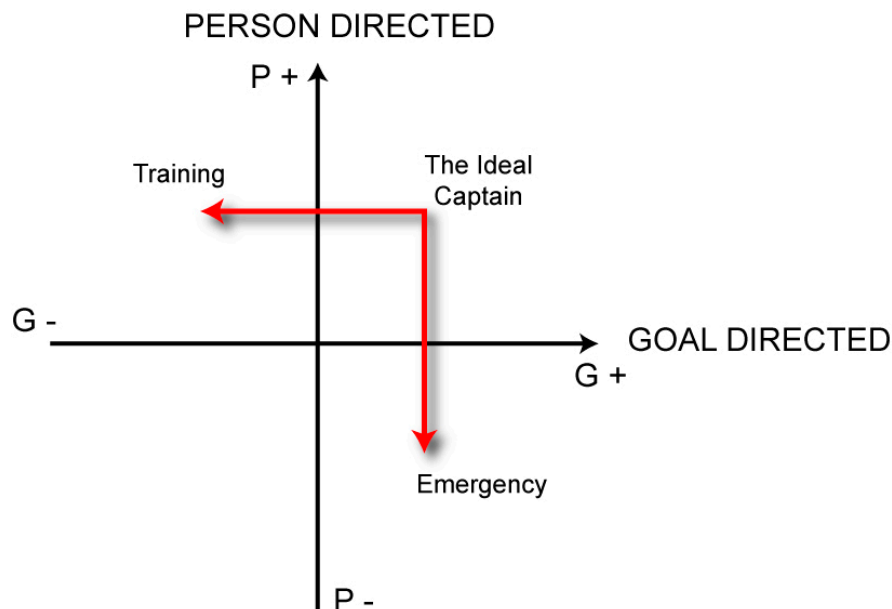 PERSON DIRECTED
P +
The Ideal
Captain
Training
G -
GOAL DIRECTED
G +
Emergency
P -